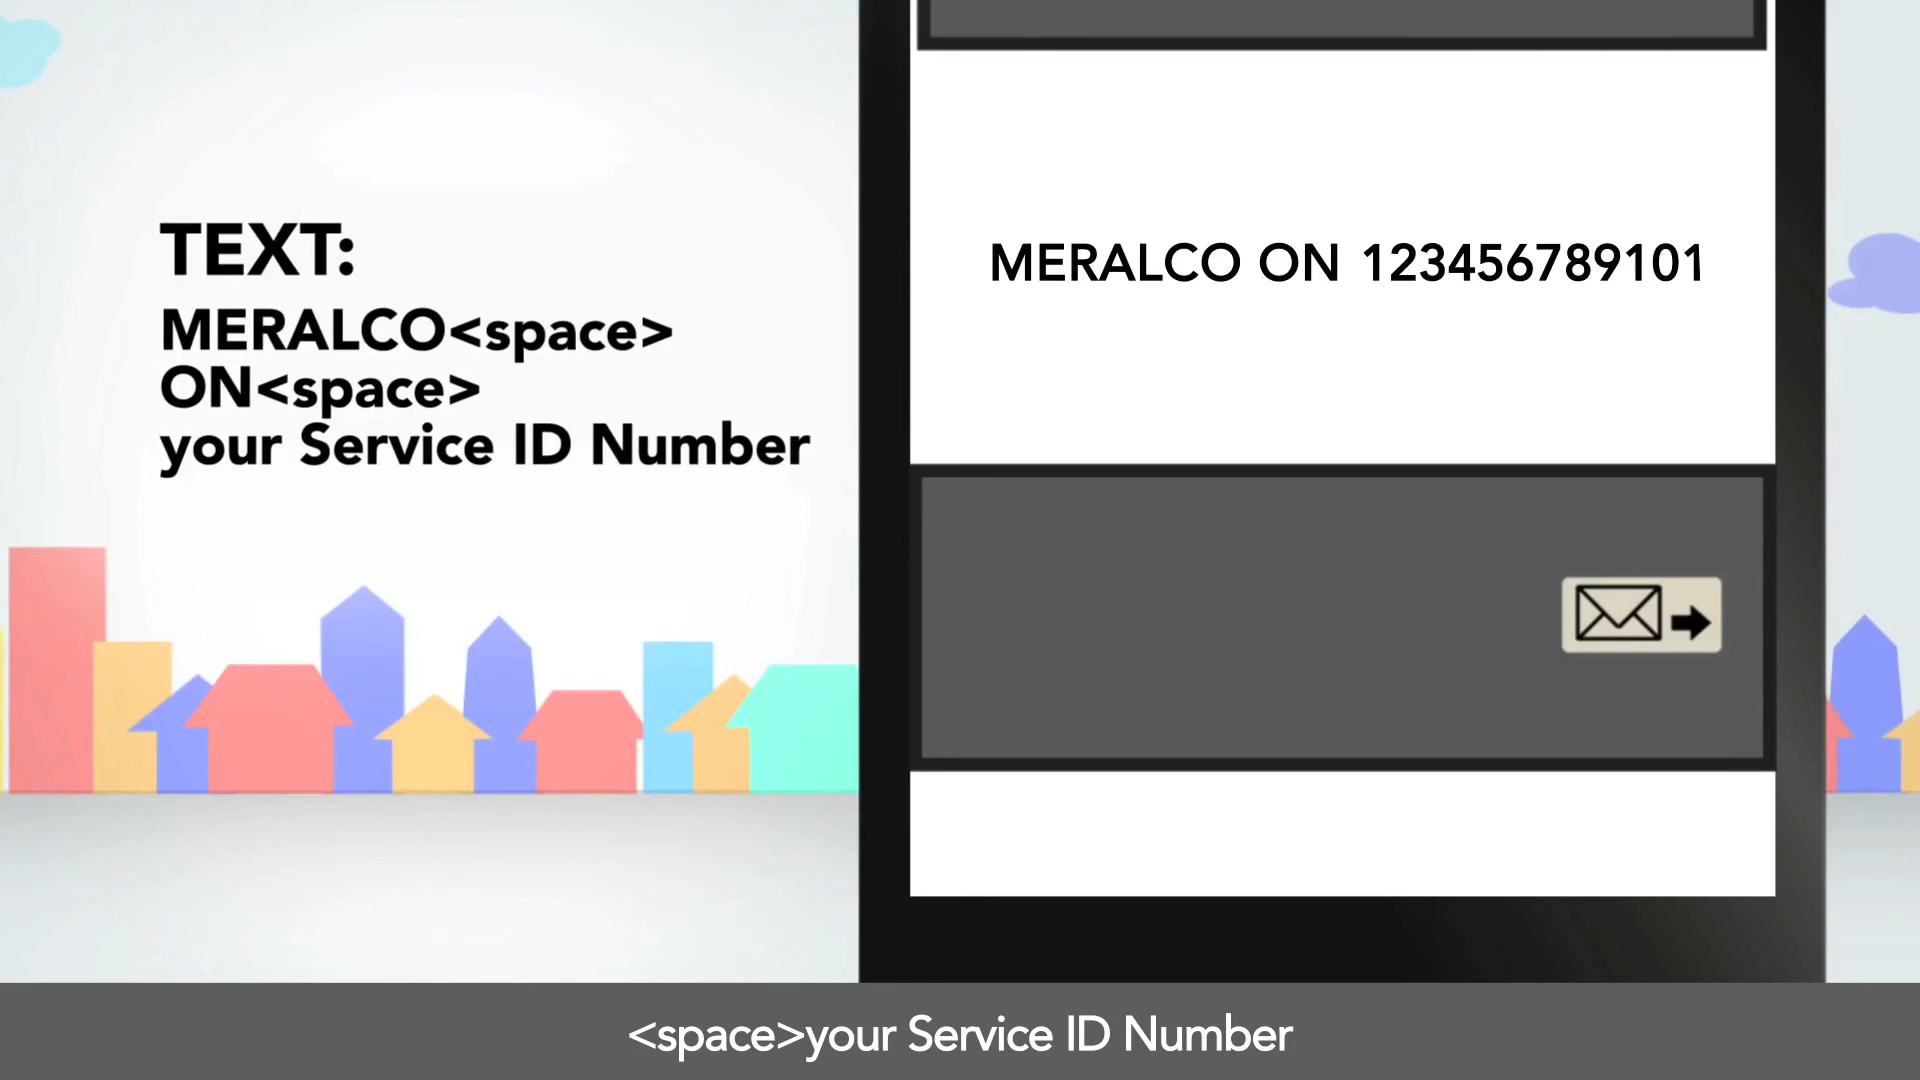 TEXT:
MERALCO<space>
ON<space>
your Service ID Number
MERALCO ON 123456789101
<space>your Service ID Number